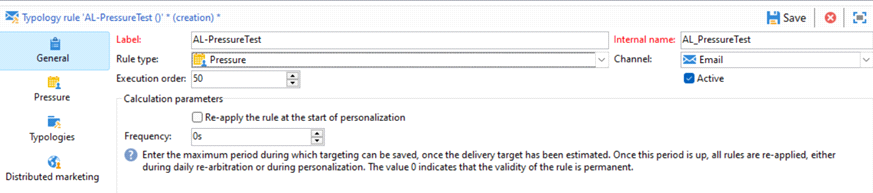 Typology rule 'AL-PressureTest ()' * (creation) *
Save
General
Pressure
Typologies
Distributed marketing
Label: AL-PressureTest
Internal name: AL_PressureTest
Rule type: Pressure
Channel: Email
Execution order: 50
Active
Calculation parameters
Re-apply the rule at the start of personalization
Frequency: 0s
Enter the maximum period during which targeting can be saved, once the delivery target has been estimated. Once this period is up, all rules are re-applied, either
during daily re-arbitration or during personalization. The value 0 indicates that the validity of the rule is permanent.